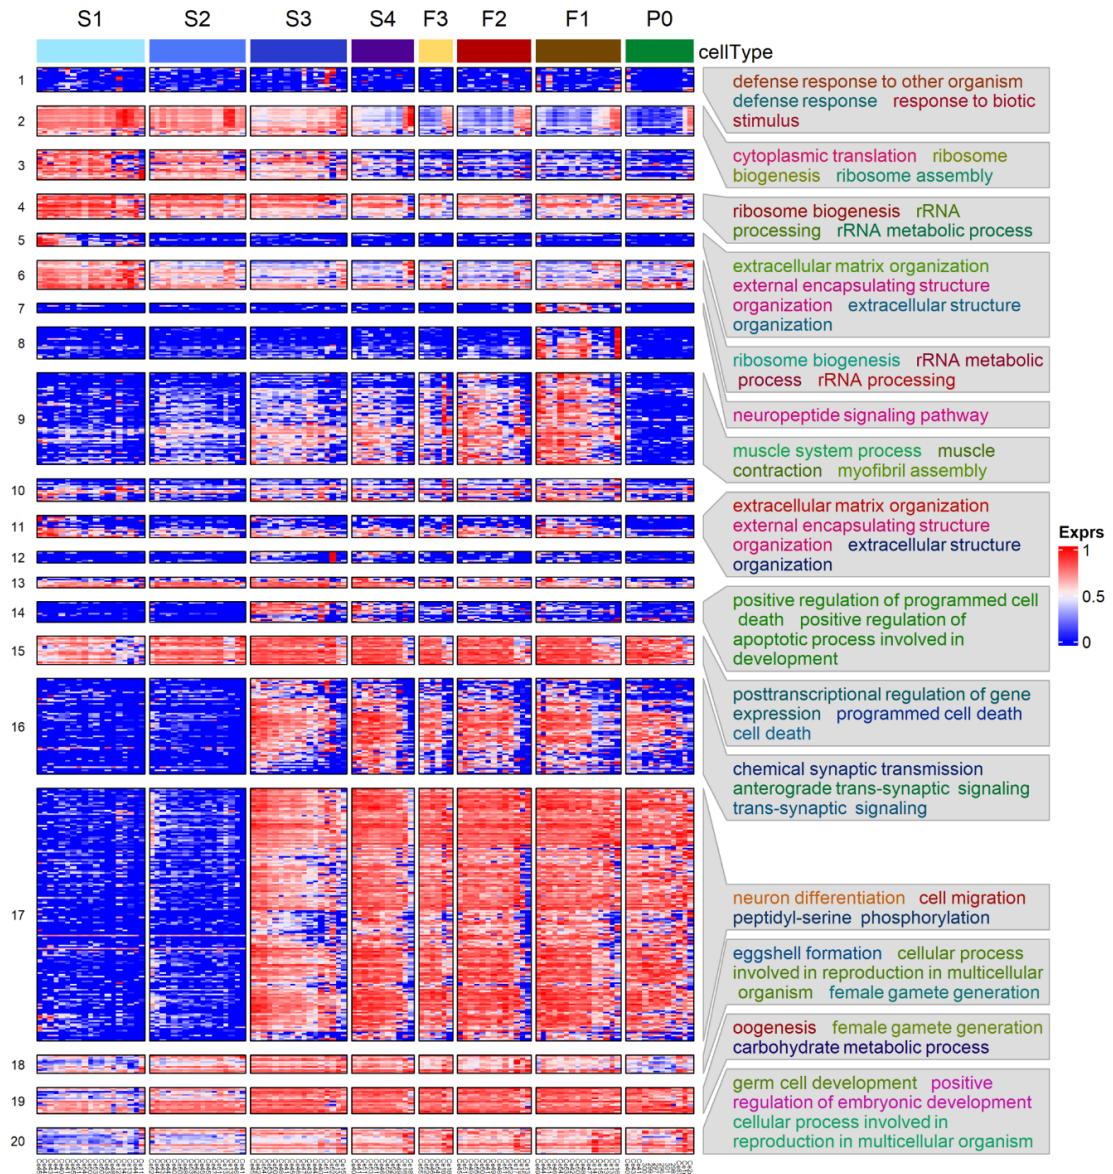 S1 S2 S3 S4 F3 F2 F1 P0
cellType
1
2
3
4
5
6
7
8
9
10
11
12
13
14
15
16
17
18
19
20
defense response to other organism
defense response response to biotic
stimulus
cytoplasmic translation ribosome
biogenesis ribosome assembly
ribosome biogenesis rRNA
processing rRNA metabolic process
extracellular matrix organization
external encapsulating structure
organization extracellular structure
organization
ribosome biogenesis rRNA metabolic
process rRNA processing
neuropeptide signaling pathway
muscle system process muscle
contraction myofibril assembly
extracellular matrix organization
external encapsulating structure
organization extracellular structure
organization
positive regulation of programmed cell
death positive regulation of
apoptotic process involved in
development
posttranscriptional regulation of gene
expression programmed cell death
cell death
chemical synaptic transmission
anterograde trans-synaptic signaling
trans-synaptic signaling
neuron differentiation cell migration
peptidyl-serine phosphorylation
eggshell formation cellular process
involved in reproduction in multicellular
organism female gamete generation
oogenesis female gamete generation
carbohydrate metabolic process
germ cell development positive
regulation of embryonic development
cellular process involved in
reproduction in multicellular organism
Exprs
1
0.5
0